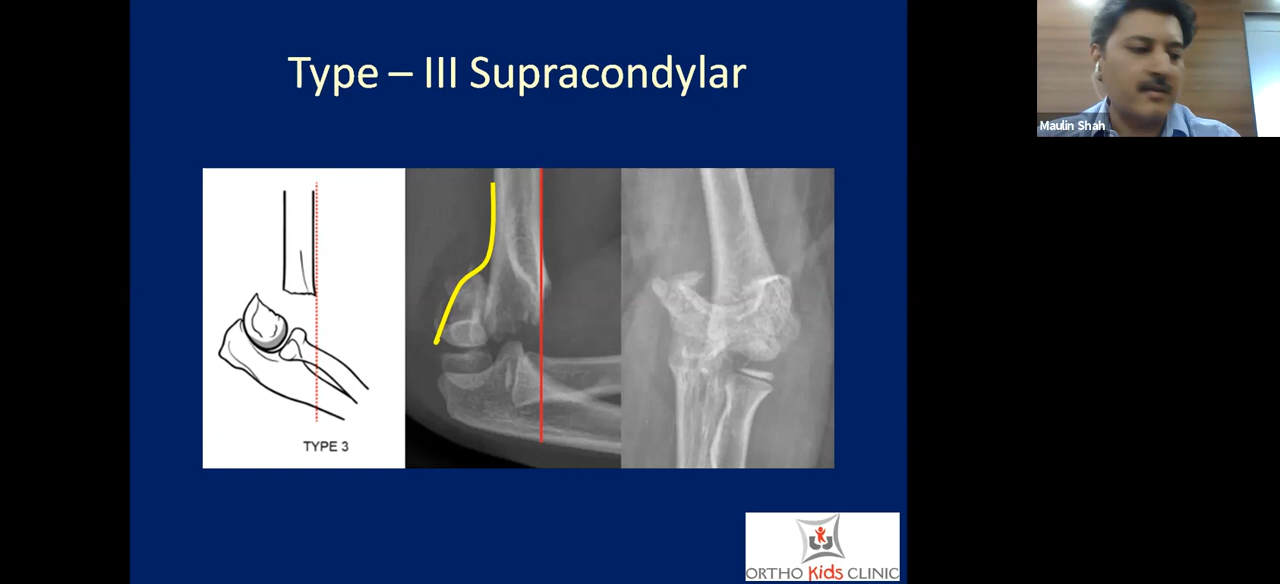 Type – III Supracondylar
Maulin Shah
TYPE 3
ORTHO Kids CLINIC